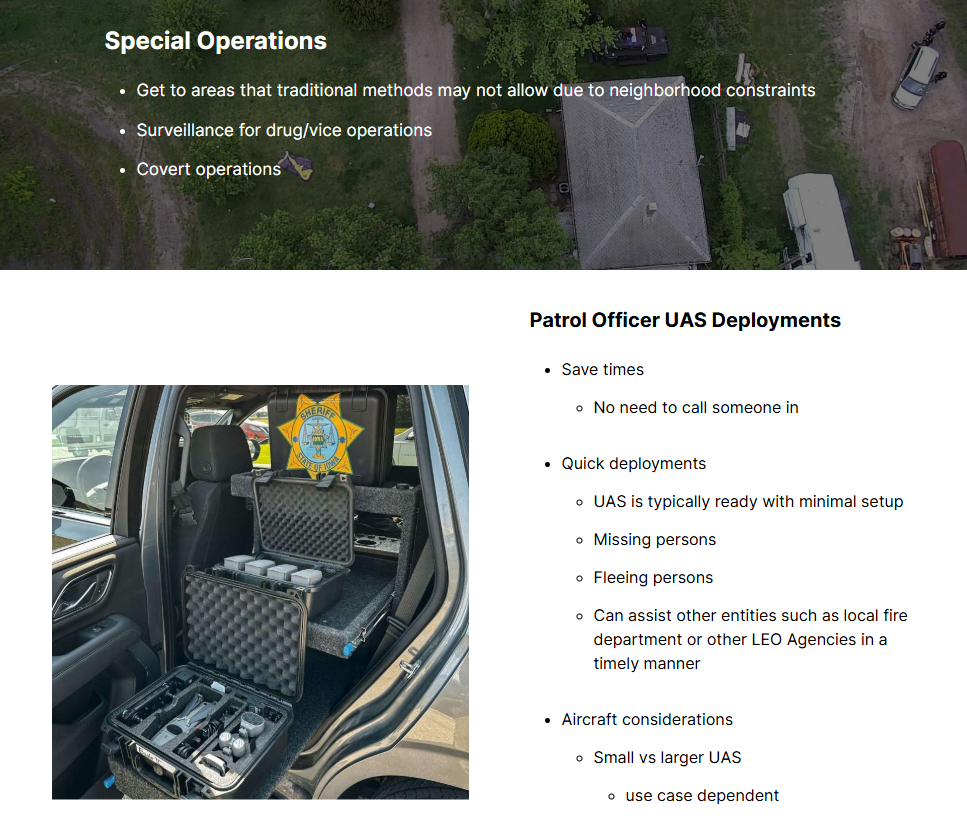 Special Operations
Get to areas that traditional methods may not allow due to neighborhood constraints
Surveillance for drug/vice operations
Covert operations
Patrol Officer UAS Deployments
Save times
No need to call someone in
Quick deployments
UAS is typically ready with minimal setup
Missing persons
Fleeing persons
Can assist other entities such as local fire
department or other LEO Agencies in a
timely manner
Aircraft considerations
Small vs larger UAS
use case dependent
SHERIFF
IOWA
STATE OF IOWA